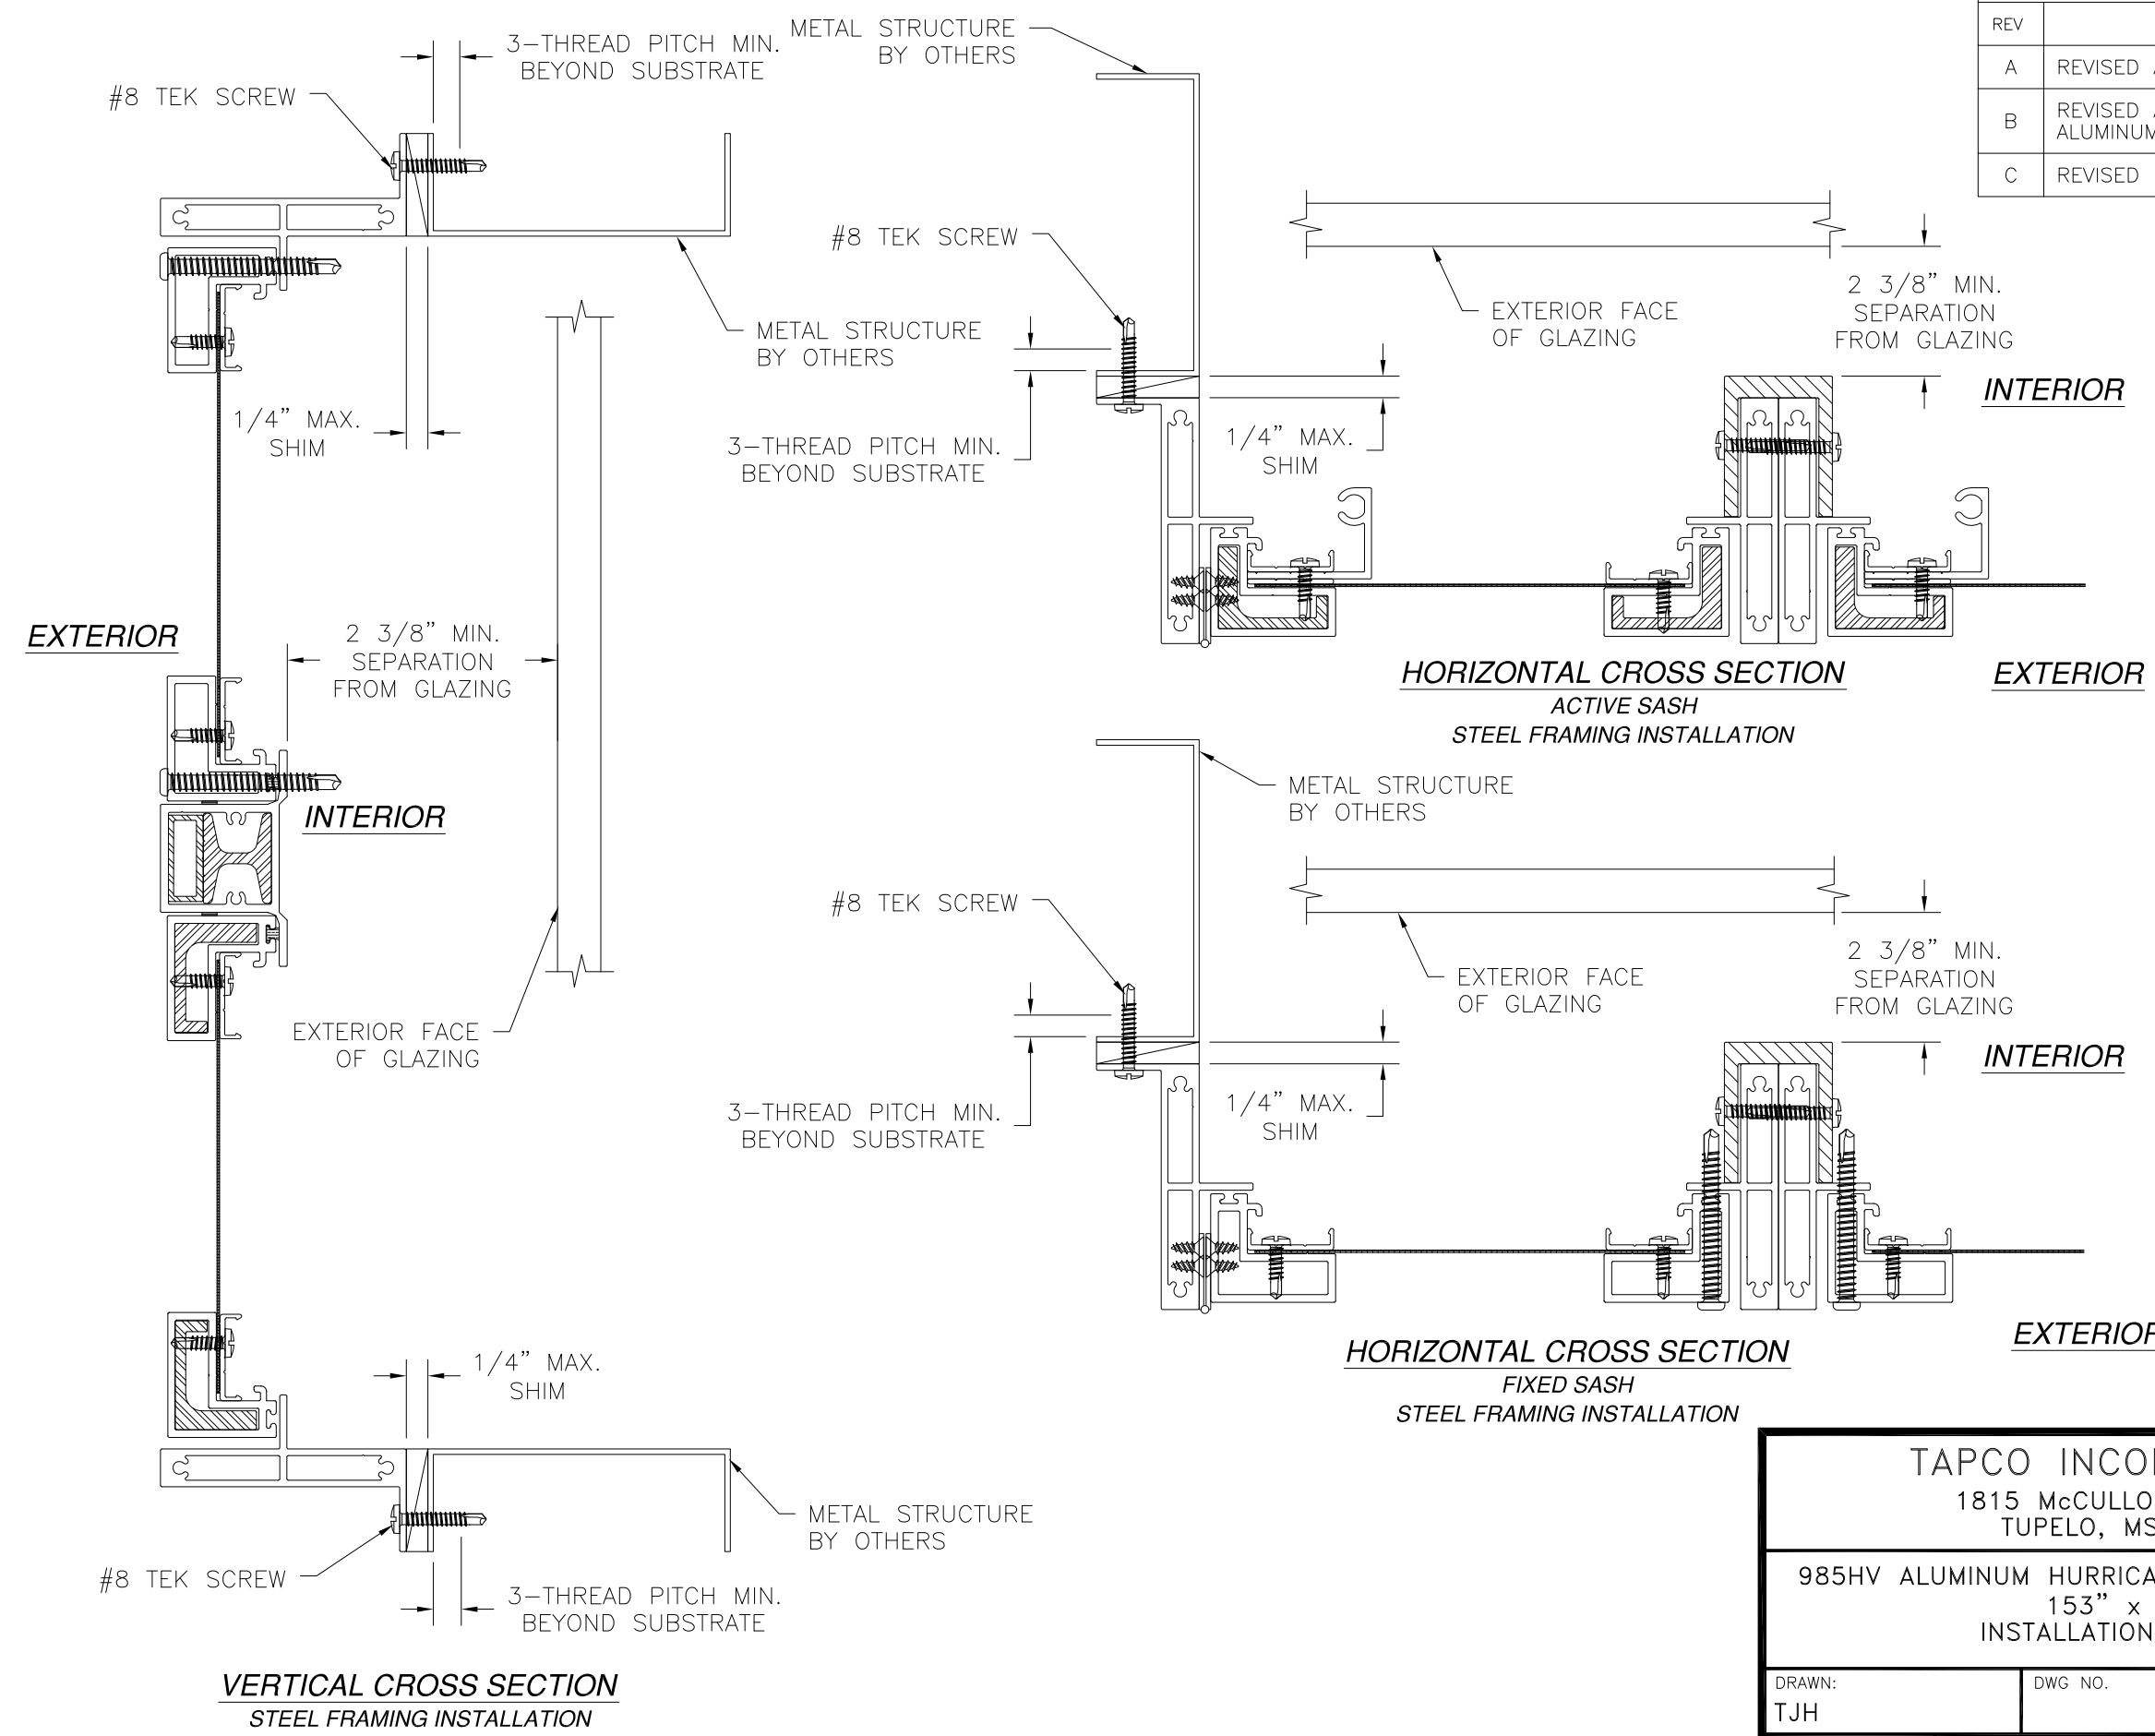 3-THREAD PITCH MIN.
BEYOND SUBSTRATE
#8 TEK SCREW
METAL STRUCTURE
BY OTHERS
1/4" MAX.
SHIM
EXTERIOR
2 3/8" MIN.
SEPARATION
FROM GLAZING
INTERIOR
EXTERIOR FACE
OF GLAZING
1/4" MAX.
SHIM
METAL STRUCTURE
BY OTHERS
#8 TEK SCREW
3-THREAD PITCH MIN.
BEYOND SUBSTRATE
VERTICAL CROSS SECTION
STEEL FRAMING INSTALLATION
METAL STRUCTURE
BY OTHERS
#8 TEK SCREW
EXTERIOR FACE
OF GLAZING
2 3/8" MIN.
SEPARATION
FROM GLAZING
INTERIOR
3-THREAD PITCH MIN.
BEYOND SUBSTRATE
1/4" MAX.
SHIM
HORIZONTAL CROSS SECTION
EXTERIOR
ACTIVE SASH
STEEL FRAMING INSTALLATION
METAL STRUCTURE
BY OTHERS
#8 TEK SCREW
EXTERIOR FACE
OF GLAZING
2 3/8" MIN.
SEPARATION
FROM GLAZING
INTERIOR
3-THREAD PITCH MIN.
BEYOND SUBSTRATE
1/4" MAX.
SHIM
EXTERIOR
HORIZONTAL CROSS SECTION
FIXED SASH
STEEL FRAMING INSTALLATION
REV
A REVISED
B REVISED
ALUMINUM
C REVISED
TAPCO
1815
TUPELO, MS
985HV ALUMINUM
153" x
INSTALLATION
DRAWN:
TJH
DWG NO.